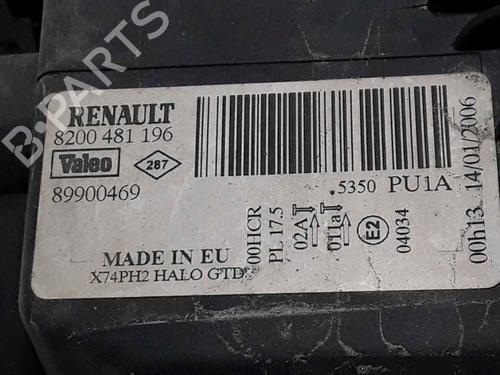 RENAULT
8200 481 196
Valeo
287
89900469
5350 PU1A
MADE IN EU
X74PH2 HALO GTD
00HCR
PL 17.5
02A
011a
E2
04034
00h13 14/01/2006
B-PARTS